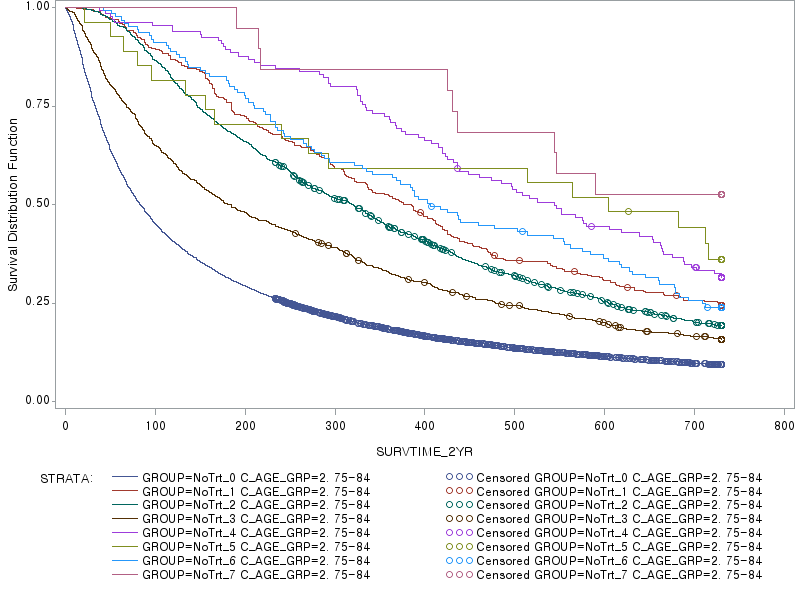 1.00
0.75
0.50
0.25
0.00
Survival Distribution Function
0 100 200 300 400 500 600 700 800
SURVTIME_2YR
STRATA:
GROUP=NoTrt_0 C_AGE_GRP=2. 75-84 Censored GROUP=NoTrt_0 C_AGE_GRP=2. 75-84
GROUP=NoTrt_1 C_AGE_GRP=2. 75-84 Censored GROUP=NoTrt_1 C_AGE_GRP=2. 75-84
GROUP=NoTrt_2 C_AGE_GRP=2. 75-84 Censored GROUP=NoTrt_2 C_AGE_GRP=2. 75-84
GROUP=NoTrt_3 C_AGE_GRP=2. 75-84 Censored GROUP=NoTrt_3 C_AGE_GRP=2. 75-84
GROUP=NoTrt_4 C_AGE_GRP=2. 75-84 Censored GROUP=NoTrt_4 C_AGE_GRP=2. 75-84
GROUP=NoTrt_5 C_AGE_GRP=2. 75-84 Censored GROUP=NoTrt_5 C_AGE_GRP=2. 75-84
GROUP=NoTrt_6 C_AGE_GRP=2. 75-84 Censored GROUP=NoTrt_6 C_AGE_GRP=2. 75-84
GROUP=NoTrt_7 C_AGE_GRP=2. 75-84 Censored GROUP=NoTrt_7 C_AGE_GRP=2. 75-84